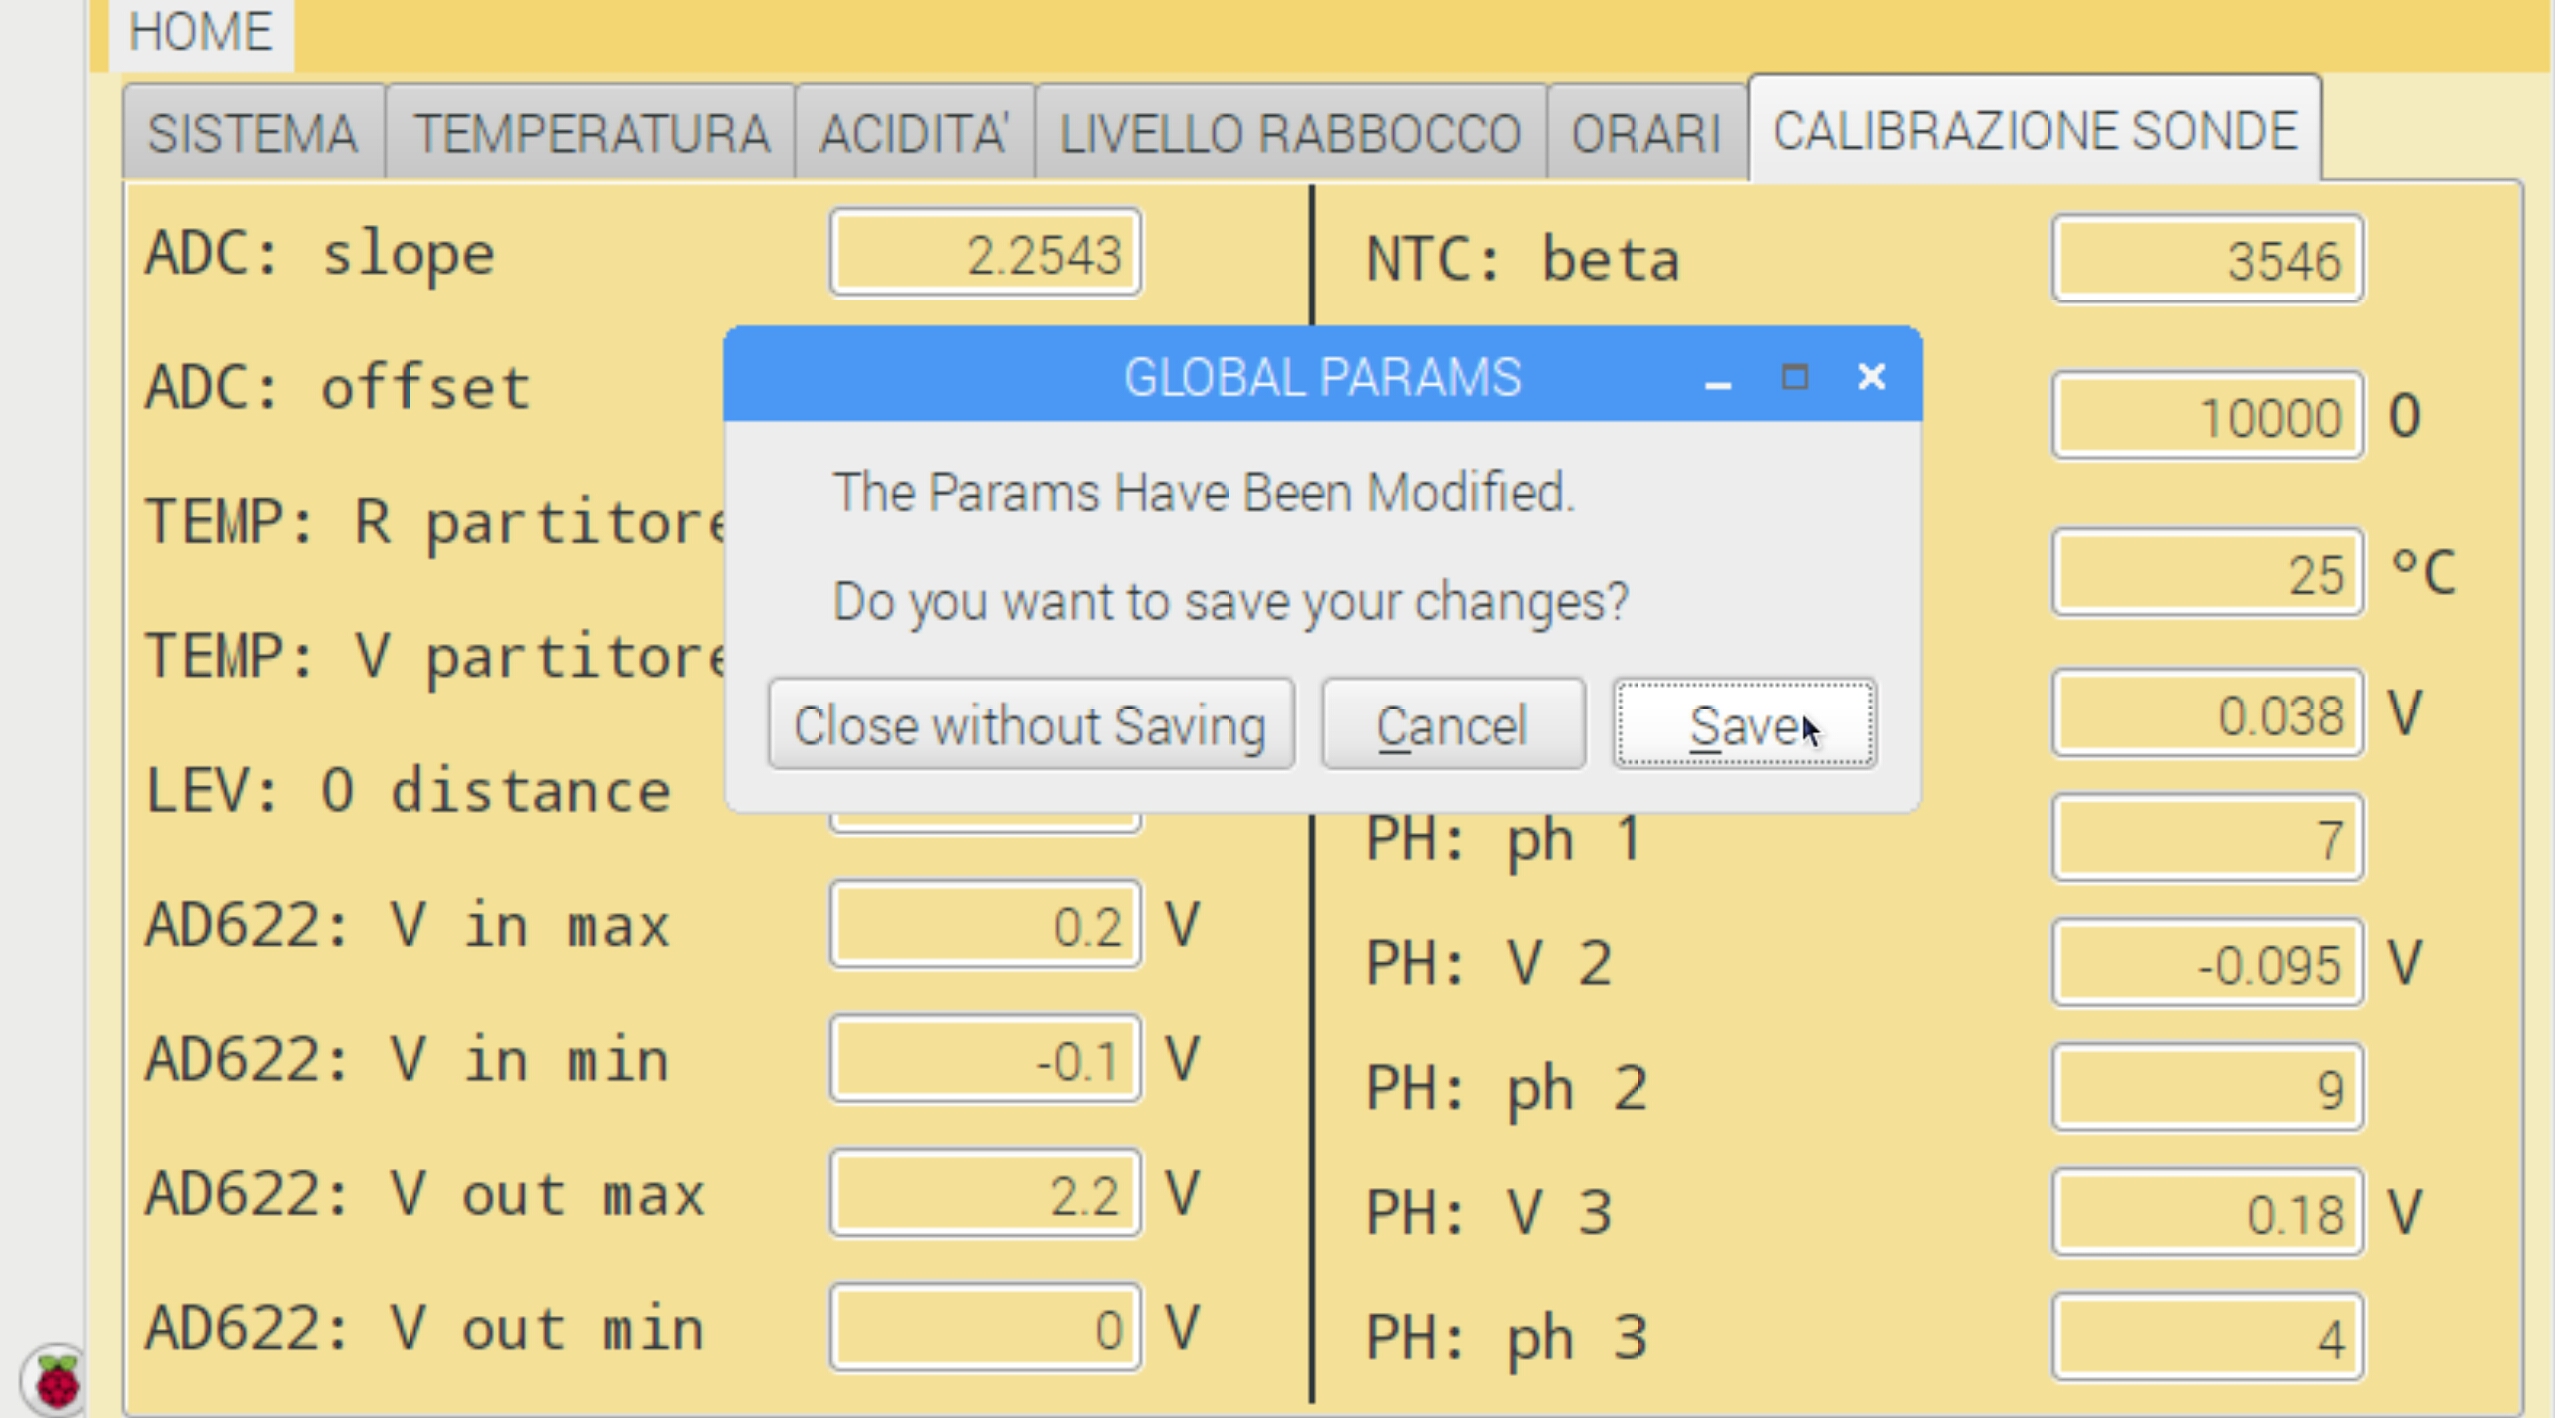 HOME
SISTEMA TEMPERATURA ACIDITA' LIVELLO RABBOCCO ORARI CALIBRAZIONE SONDE
ADC: slope 2.2543
ADC: offset
TEMP: R partitore
TEMP: V partitore
LEV: 0 distance
AD622: V in max 0.2 V
AD622: V in min -0.1 V
AD622: V out max 2.2 V
AD622: V out min 0 V
GLOBAL PARAMS
The Params Have Been Modified.
Do you want to save your changes?
Close without Saving Cancel Save
NTC: beta 3546
10000 O
25 °C
0.038 V
PH: ph 1 7
PH: V 2 -0.095 V
PH: ph 2 9
PH: V 3 0.18 V
PH: ph 3 4